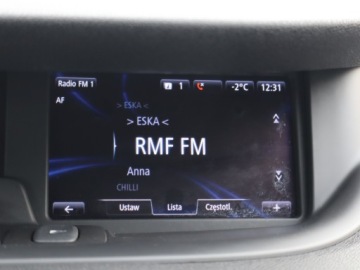 Radio FM 1 1 -2°C 12:31
AF
> ESKA <
> ESKA <
RMF FM
Anna
CHILLI
Ustaw Lista Częstotl.